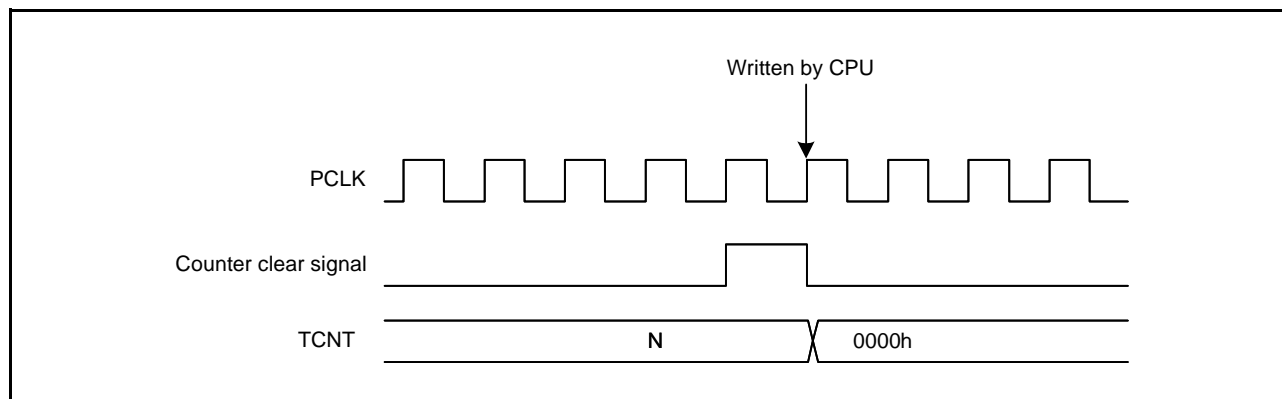 Written by CPU
PCLK
Counter clear signal
TCNT N 0000h